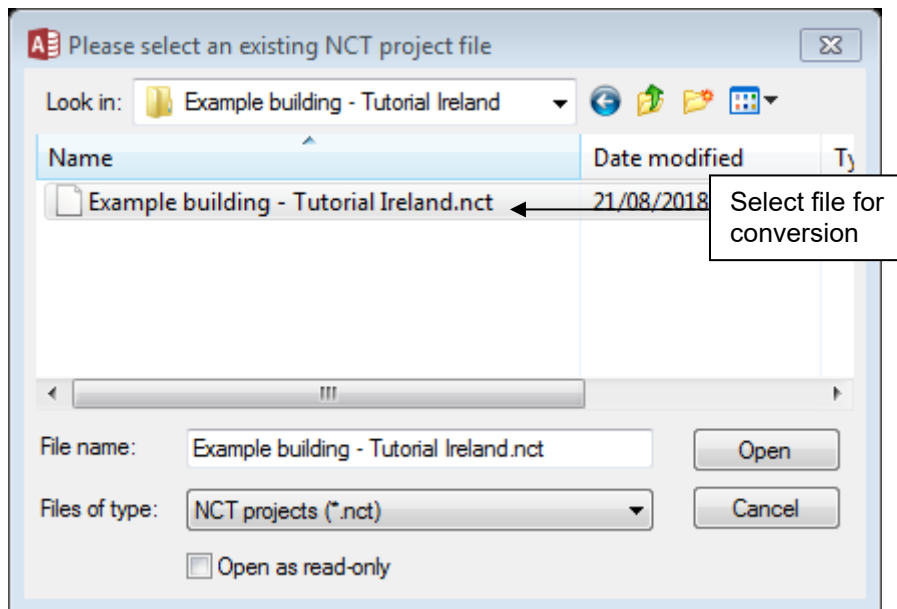 Please select an existing NCT project file
Look in: Example building - Tutorial Ireland
Name Date modified Ty
Example building - Tutorial Ireland.nct 21/08/2018
Select file for
conversion
File name: Example building - Tutorial Ireland.nct Open
Files of type: NCT projects (*.nct) Cancel
Open as read-only